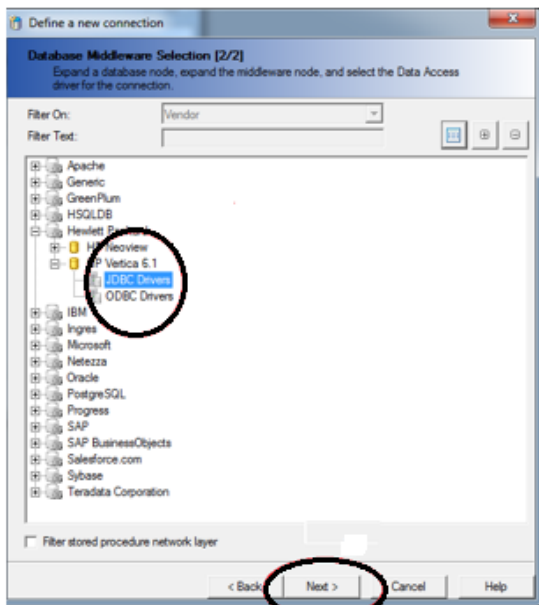 Define a new connection
Database Middleware Selection [2/2]
Expand a database node, expand the middleware node, and select the Data Access
driver for the connection.
Filter On:
Vendor
Filter Text:
Apache
Generic
GreenPlum
HSQLDB
Hewlett
Neoview
Vertica 6.1
JDBC Drivers
ODBC Drivers
IBM
Ingres
Microsoft
Netezza
Oracle
PostgreSQL
Progress
SAP
SAP BusinessObjects
Salesforce.com
Sybase
Teradata Corporation
Filter stored procedure network layer
< Back
Next >
Cancel
Help